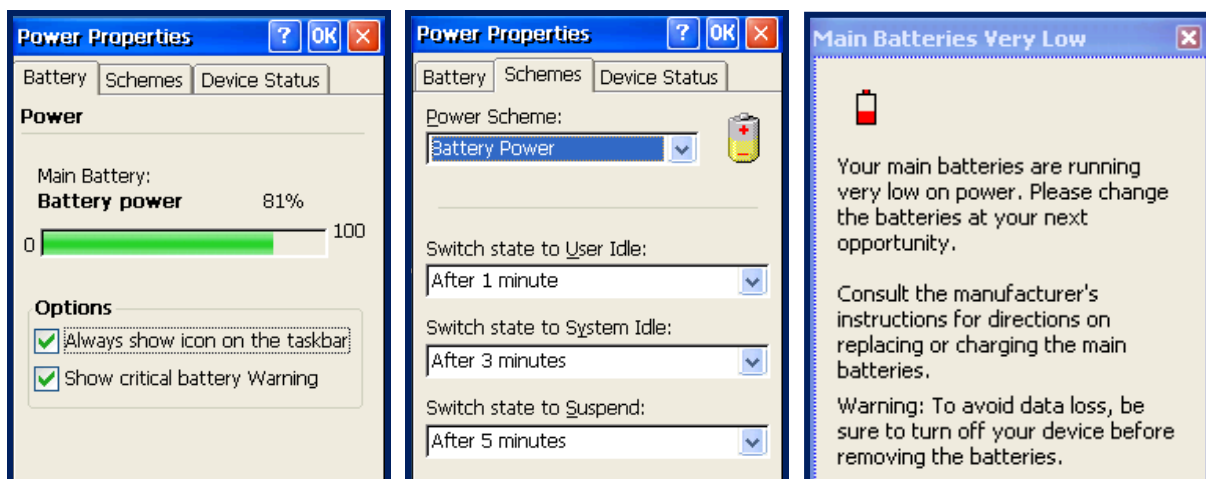 Power Properties ? OK
Battery Schemes Device Status
Power
Main Battery:
Battery power 81%
0 100
Options
Always show icon on the taskbar
Show critical battery Warning
Power Properties ? OK
Battery Schemes Device Status
Power Scheme:
Battery Power
Switch state to User Idle:
After 1 minute
Switch state to System Idle:
After 3 minutes
Switch state to Suspend:
After 5 minutes
Main Batteries Very Low
Your main batteries are running
very low on power. Please change
the batteries at your next
opportunity.
Consult the manufacturer's
instructions for directions on
replacing or charging the main
batteries.
Warning: To avoid data loss, be
sure to turn off your device before
removing the batteries.